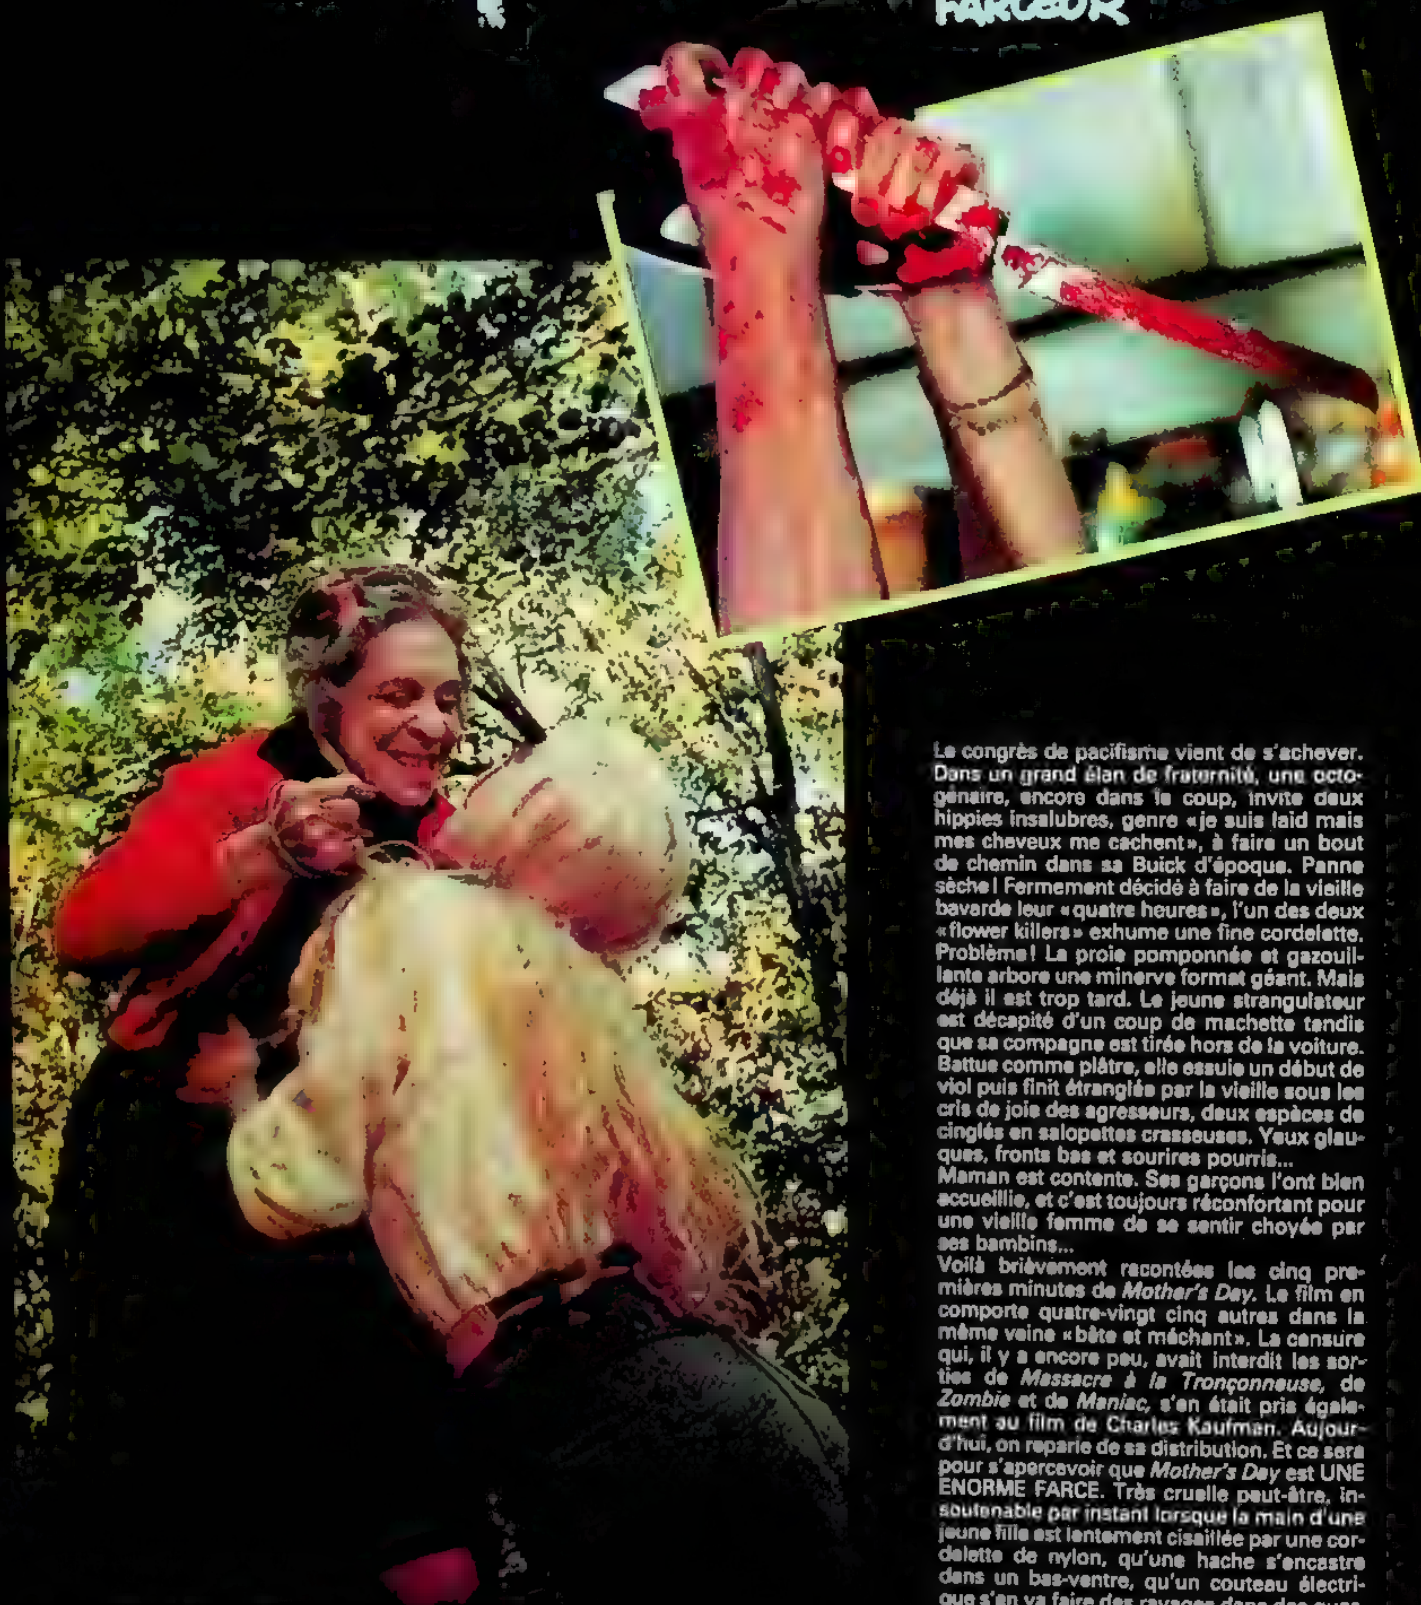 FARCEUR
Le congrès de pacifisme vient de s'achever.
Dans un grand élan de fraternité, une octo-
génaire, encore dans le coup, invite deux
hippies insalubres, genre «je suis laid mais
mes cheveux me cachent», à faire un bout
de chemin dans sa Buick d'époque. Panne
sèche! Fermement décidé à faire de la vieille
bavarde leur «quatre heures», l'un des deux
«flower killers» exhume une fine cordelette.
Problème! La proie pomponnée et gazouil-
lante arbore une minerve format géant. Mais
déjà il est trop tard. Le jeune strangulateur
est décapité d'un coup de machette tandis
que sa compagne est tirée hors de la voiture.
Battue comme plâtre, elle essuie un début de
viol puis finit étranglée par la vieille sous les
cris de joie des agresseurs, deux espèces de
cinglés en salopettes crasseuses. Yeux glau-
ques, fronts bas et sourires pourris...
Maman est contente. Ses garçons l'ont bien
accueillie, et c'est toujours réconfortant pour
une vieille femme de se sentir choyée par
ses bambins...
Voilà brièvement racontées les cinq pre-
mières minutes de Mother's Day. Le film en
comporte quatre-vingt cinq autres dans la
même veine «bête et méchant». La censure
qui, il y a encore peu, avait interdit les sor-
ties de Massacre à la Tronçonneuse, de
Zombie et de Maniac, s'en était pris égale-
ment au film de Charles Kaufman. Aujour-
d'hui, on reparle de sa distribution. Et ce sera
pour s'apercevoir que Mother's Day est UNE
ENORME FARCE. Très cruelle peut-être, in-
soutenable par instant lorsque la main d'une
jeune fille est lentement cisaillée par une cor-
delette de nylon, qu'une hache s'encastre
dans un bas-ventre, qu'un couteau électri-
que s'en va faire des ravages dans des